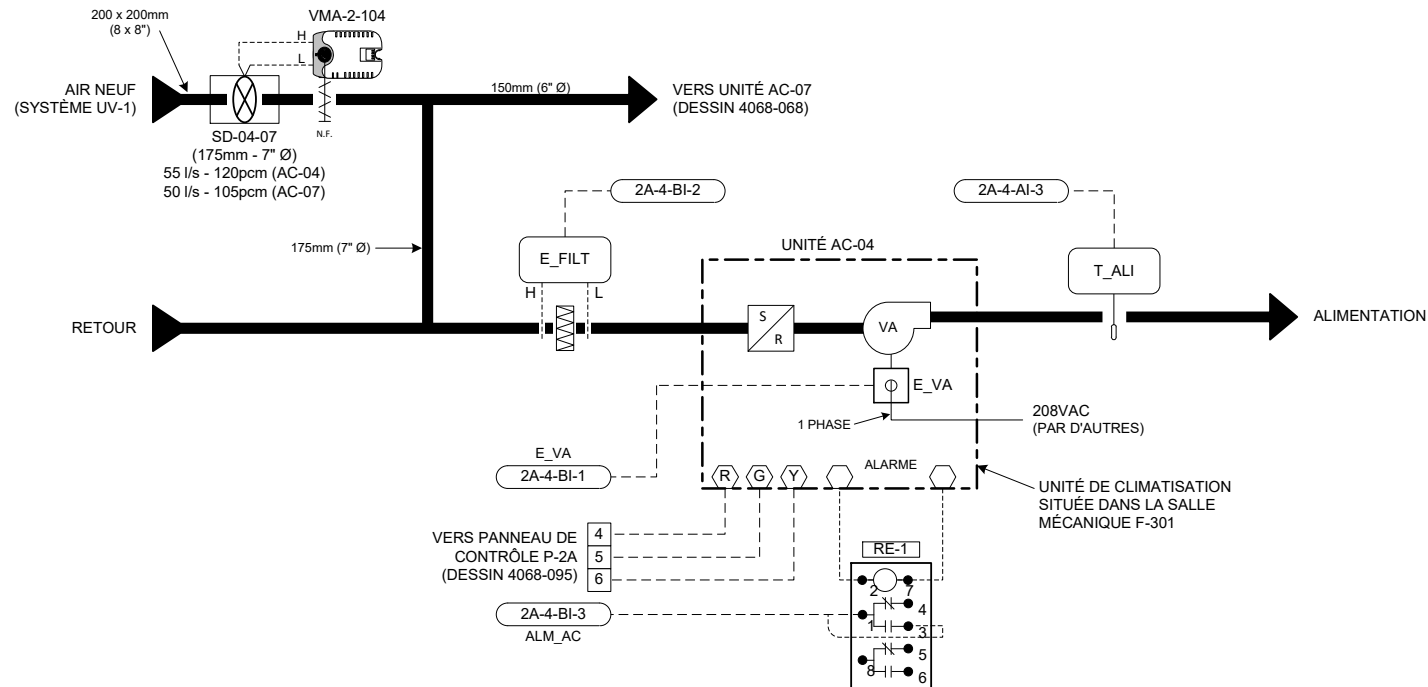 200 x 200mm
(8 x 8")
VMA-2-104
H
L
AIR NEUF
(SYSTÈME UV-1)
150mm (6" Ø)
VERS UNITÉ AC-07
(DESSIN 4068-068)
N.F.
SD-04-07
(175mm - 7" Ø)
55 l/s - 120pcm (AC-04)
50 l/s - 105pcm (AC-07)
2A-4-BI-2
2A-4-AI-3
175mm (7" Ø)
E_FILT
H
L
UNITÉ AC-04
T_ALI
RETOUR
S
R
VA
ALIMENTATION
E_VA
1 PHASE
208VAC
(PAR D'AUTRES)
E_VA
2A-4-BI-1
R
G
Y
ALARME
UNITÉ DE CLIMATISATION
SITUÉE DANS LA SALLE
MÉCANIQUE F-301
VERS PANNEAU DE
CONTRÔLE P-2A
(DESSIN 4068-095)
4
5
6
RE-1
2
7
4
1
3
5
8
6
2A-4-BI-3
ALM_AC